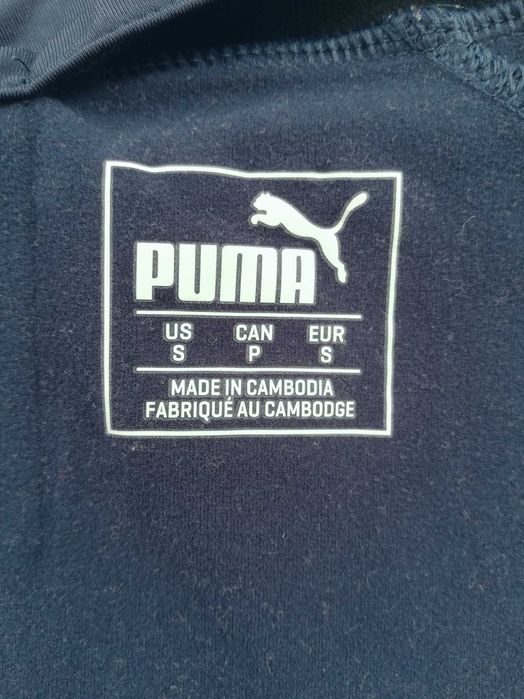 PUMA
US CAN EUR
S P S
MADE IN CAMBODIA
FABRIQUÉ AU CAMBODGE